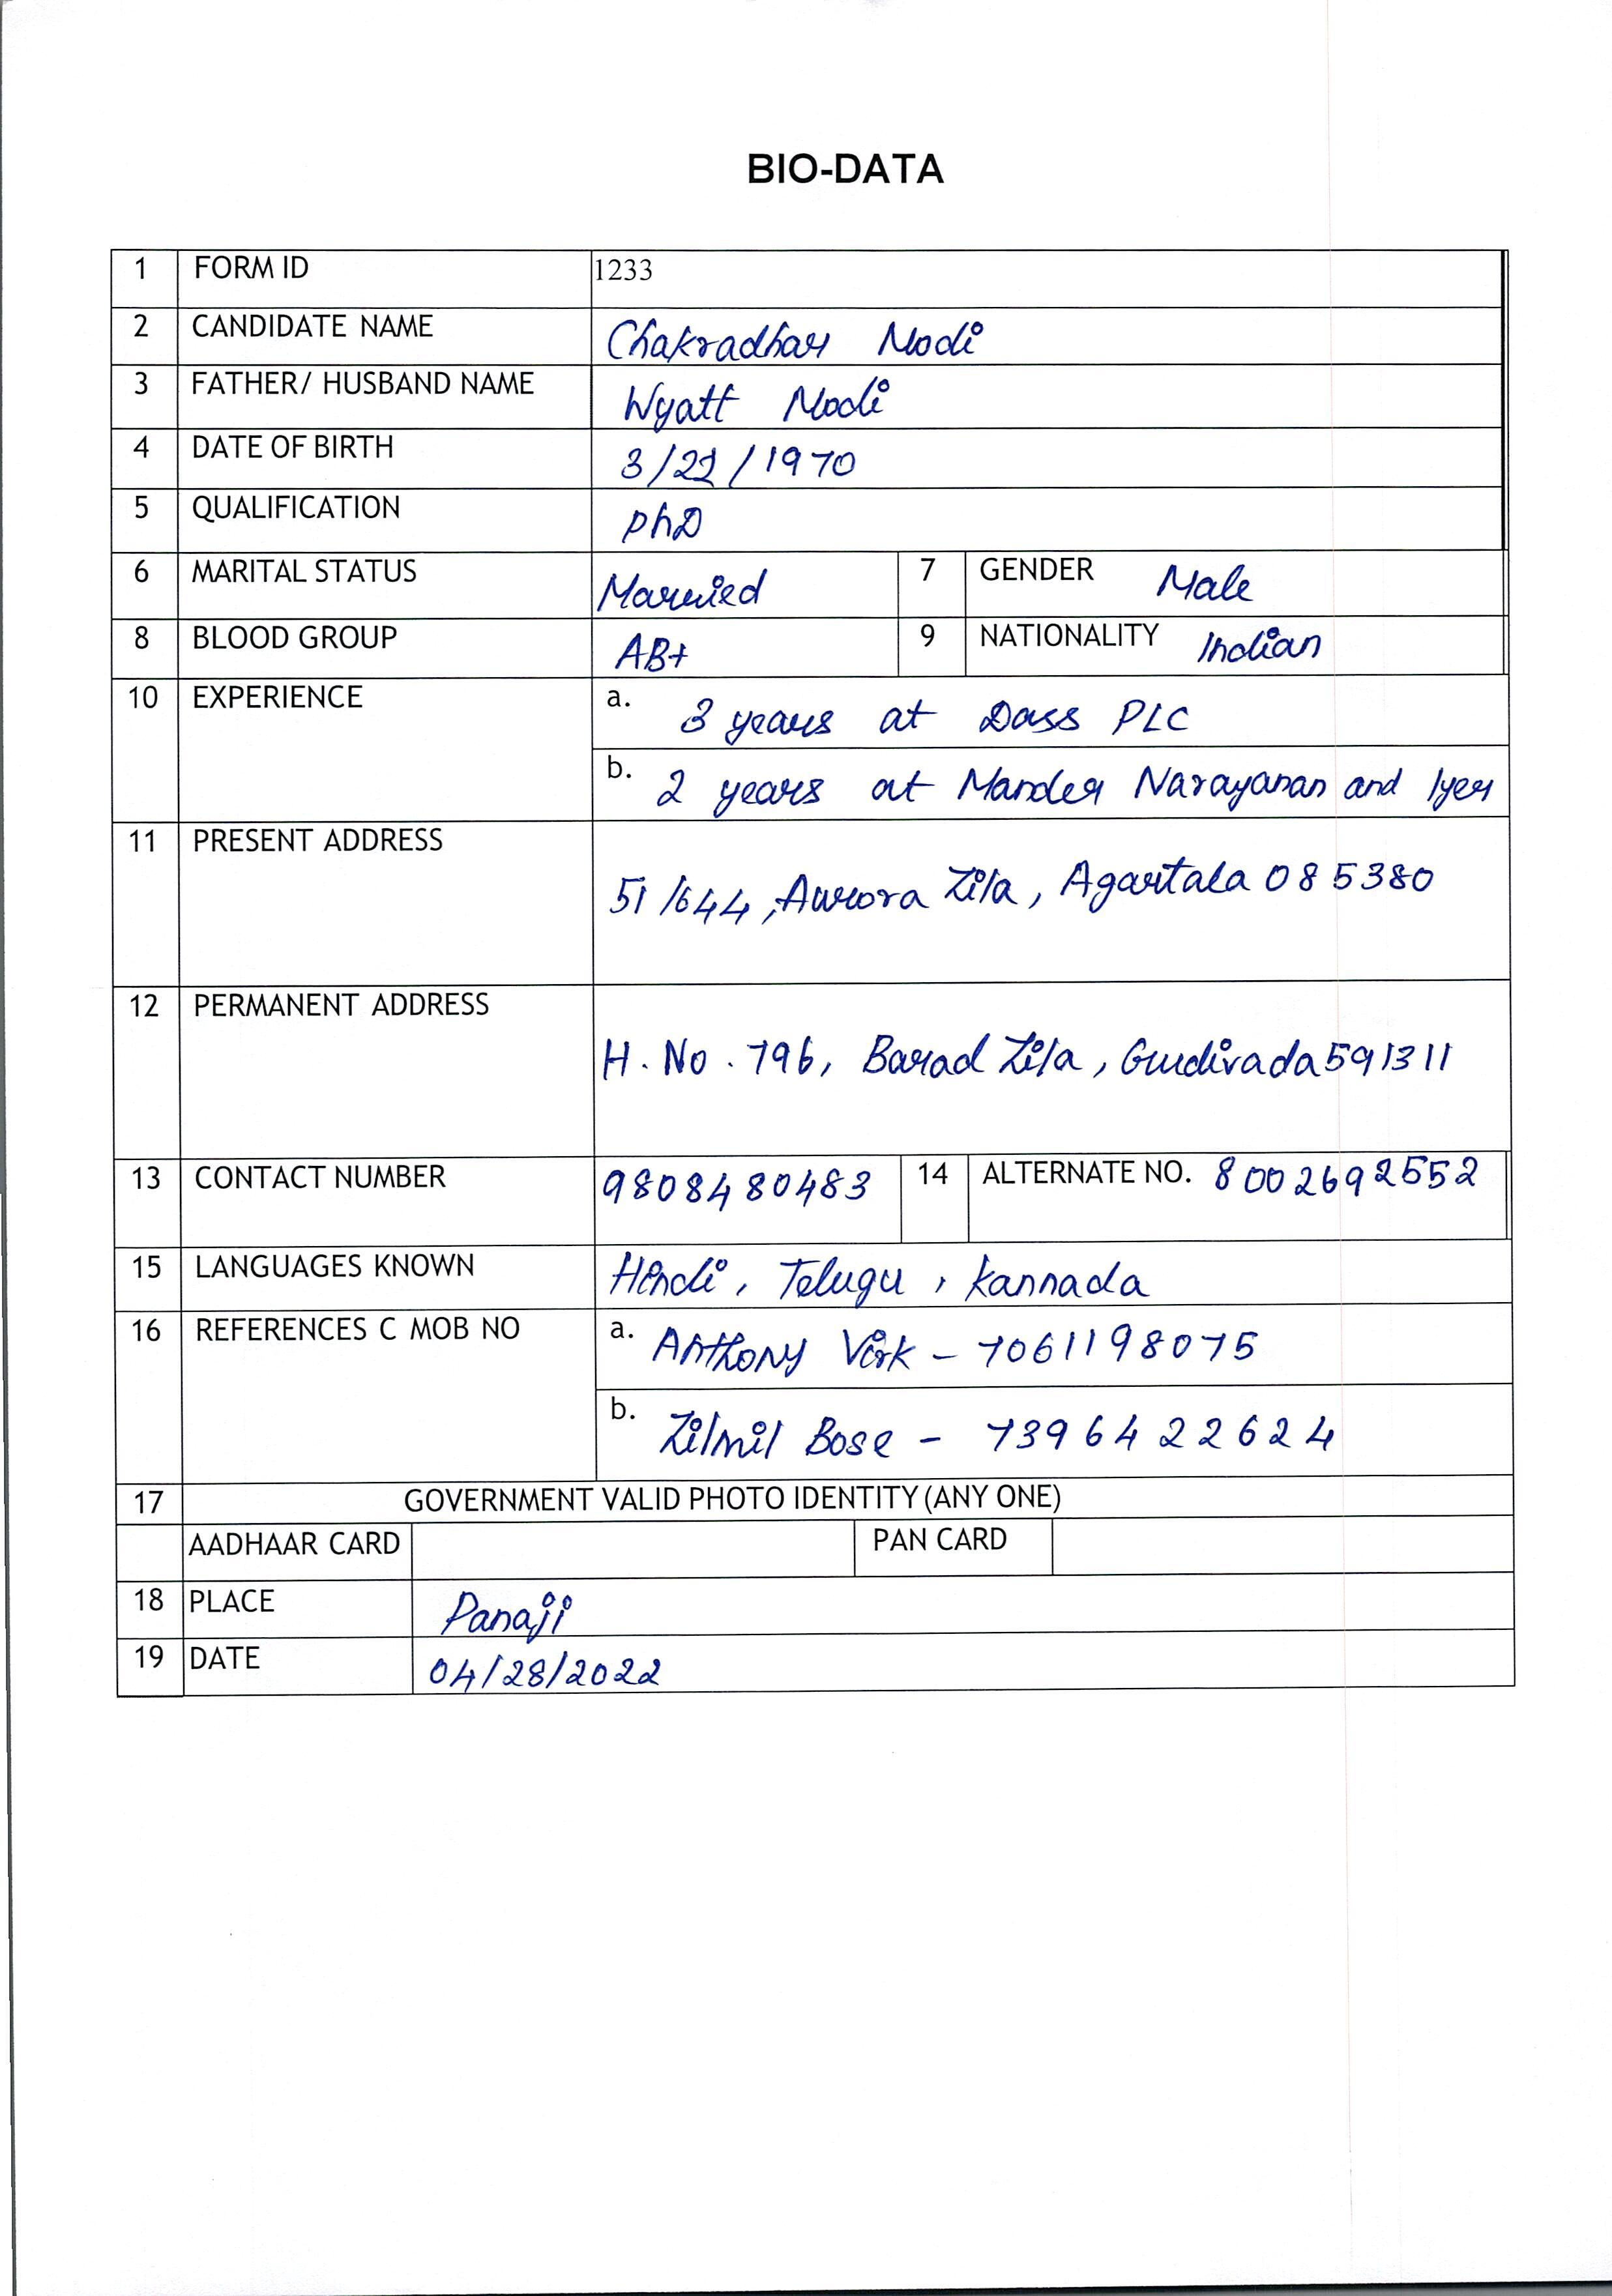 BIO-DATA
1 FORM ID 1233
2 CANDIDATE NAME Chakradhar Modi
3 FATHER/ HUSBAND NAME Wyatt Modi
4 DATE OF BIRTH 3/22/1970
5 QUALIFICATION PhD
6 MARITAL STATUS Married 7 GENDER Male
8 BLOOD GROUP AB+ 9 NATIONALITY Indian
10 EXPERIENCE a. 3 years at Dass PLC
b. 2 years at Mander Narayanan and Iyer
11 PRESENT ADDRESS
51/644, Aurora Zila, Agartala 085380
12 PERMANENT ADDRESS
H. No. 796, Barad Zila, Gudivada 591311
13 CONTACT NUMBER 9808480483 14 ALTERNATE NO. 8002692552
15 LANGUAGES KNOWN Hindi, Telugu, Kannada
16 REFERENCES C MOB NO a. Anthony Virk - 7061198075
b. Zilmil Bose - 7396422624
17 GOVERNMENT VALID PHOTO IDENTITY (ANY ONE)
AADHAAR CARD PAN CARD
18 PLACE Panaji
19 DATE 04/28/2022